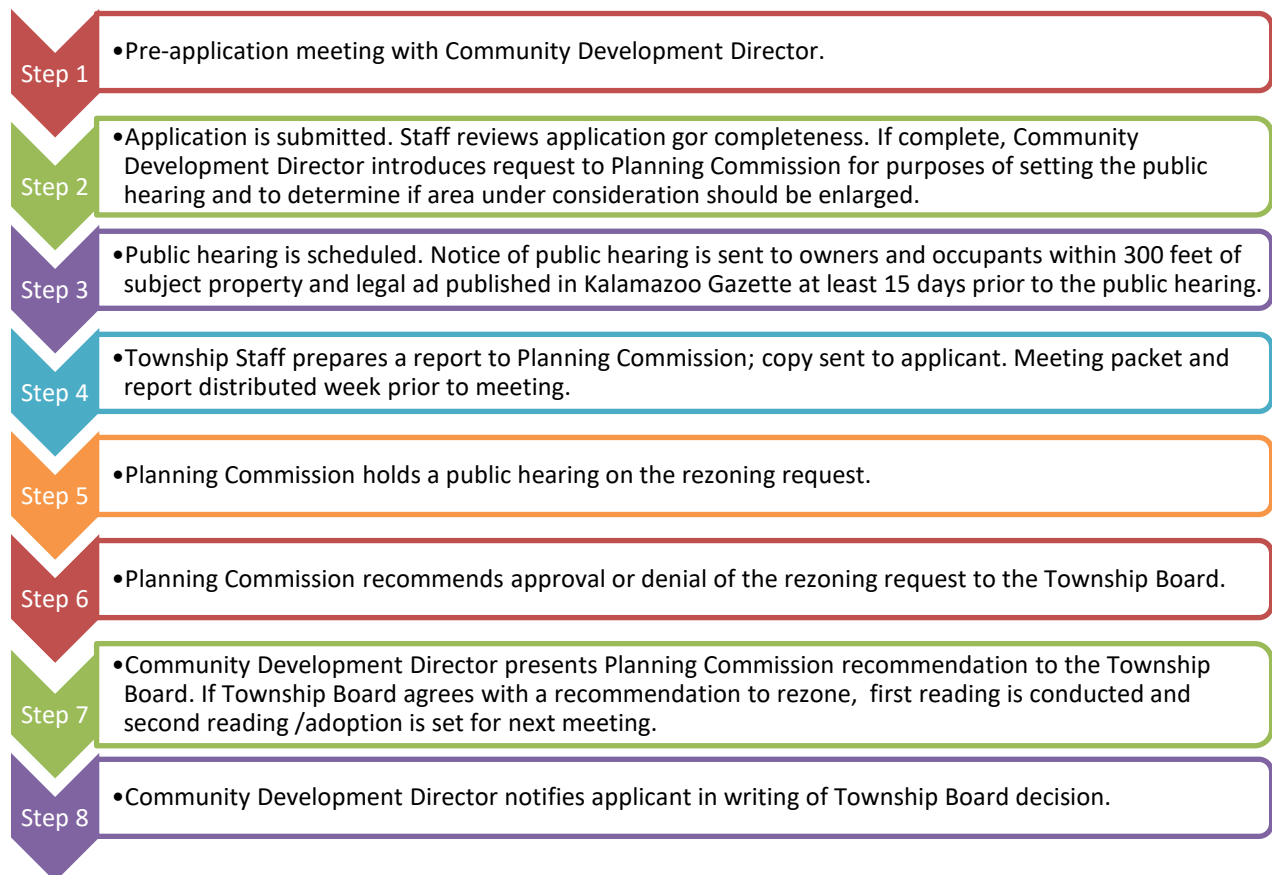 Step 1
•Pre-application meeting with Community Development Director.
Step 2
•Application is submitted. Staff reviews application gor completeness. If complete, Community
Development Director introduces request to Planning Commission for purposes of setting the public
hearing and to determine if area under consideration should be enlarged.
Step 3
•Public hearing is scheduled. Notice of public hearing is sent to owners and occupants within 300 feet of
subject property and legal ad published in Kalamazoo Gazette at least 15 days prior to the public hearing.
Step 4
•Township Staff prepares a report to Planning Commission; copy sent to applicant. Meeting packet and
report distributed week prior to meeting.
Step 5
•Planning Commission holds a public hearing on the rezoning request.
Step 6
•Planning Commission recommends approval or denial of the rezoning request to the Township Board.
Step 7
•Community Development Director presents Planning Commission recommendation to the Township
Board. If Township Board agrees with a recommendation to rezone,  first reading is conducted and
second reading /adoption is set for next meeting.
Step 8
•Community Development Director notifies applicant in writing of Township Board decision.